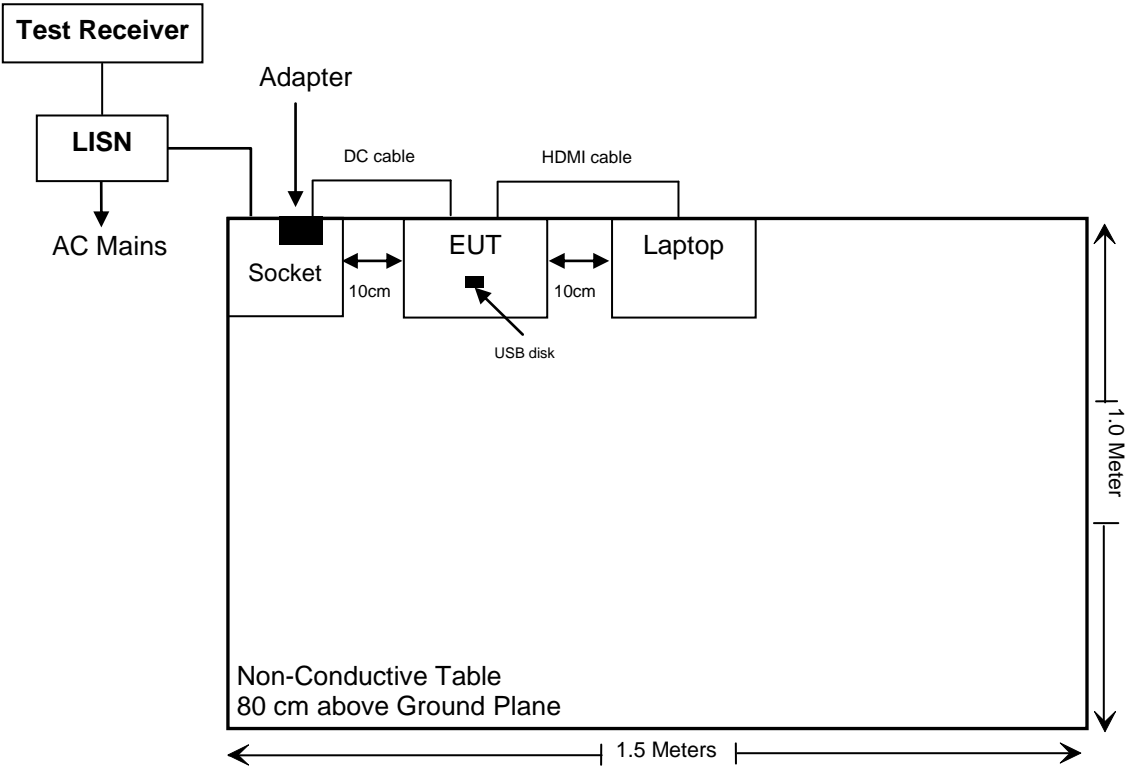 Test Receiver
LISN
AC Mains
Adapter
DC cable
HDMI cable
Socket
10cm
EUT
10cm
Laptop
USB disk
1.0 Meter
Non-Conductive Table
80 cm above Ground Plane
1.5 Meters